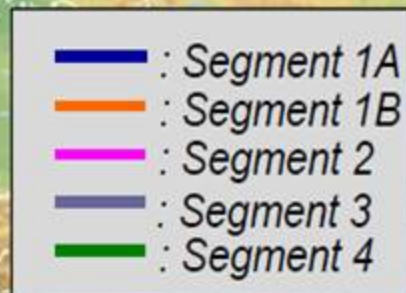 : Segment 1A
: Segment 1B
: Segment 2
: Segment 3
: Segment 4